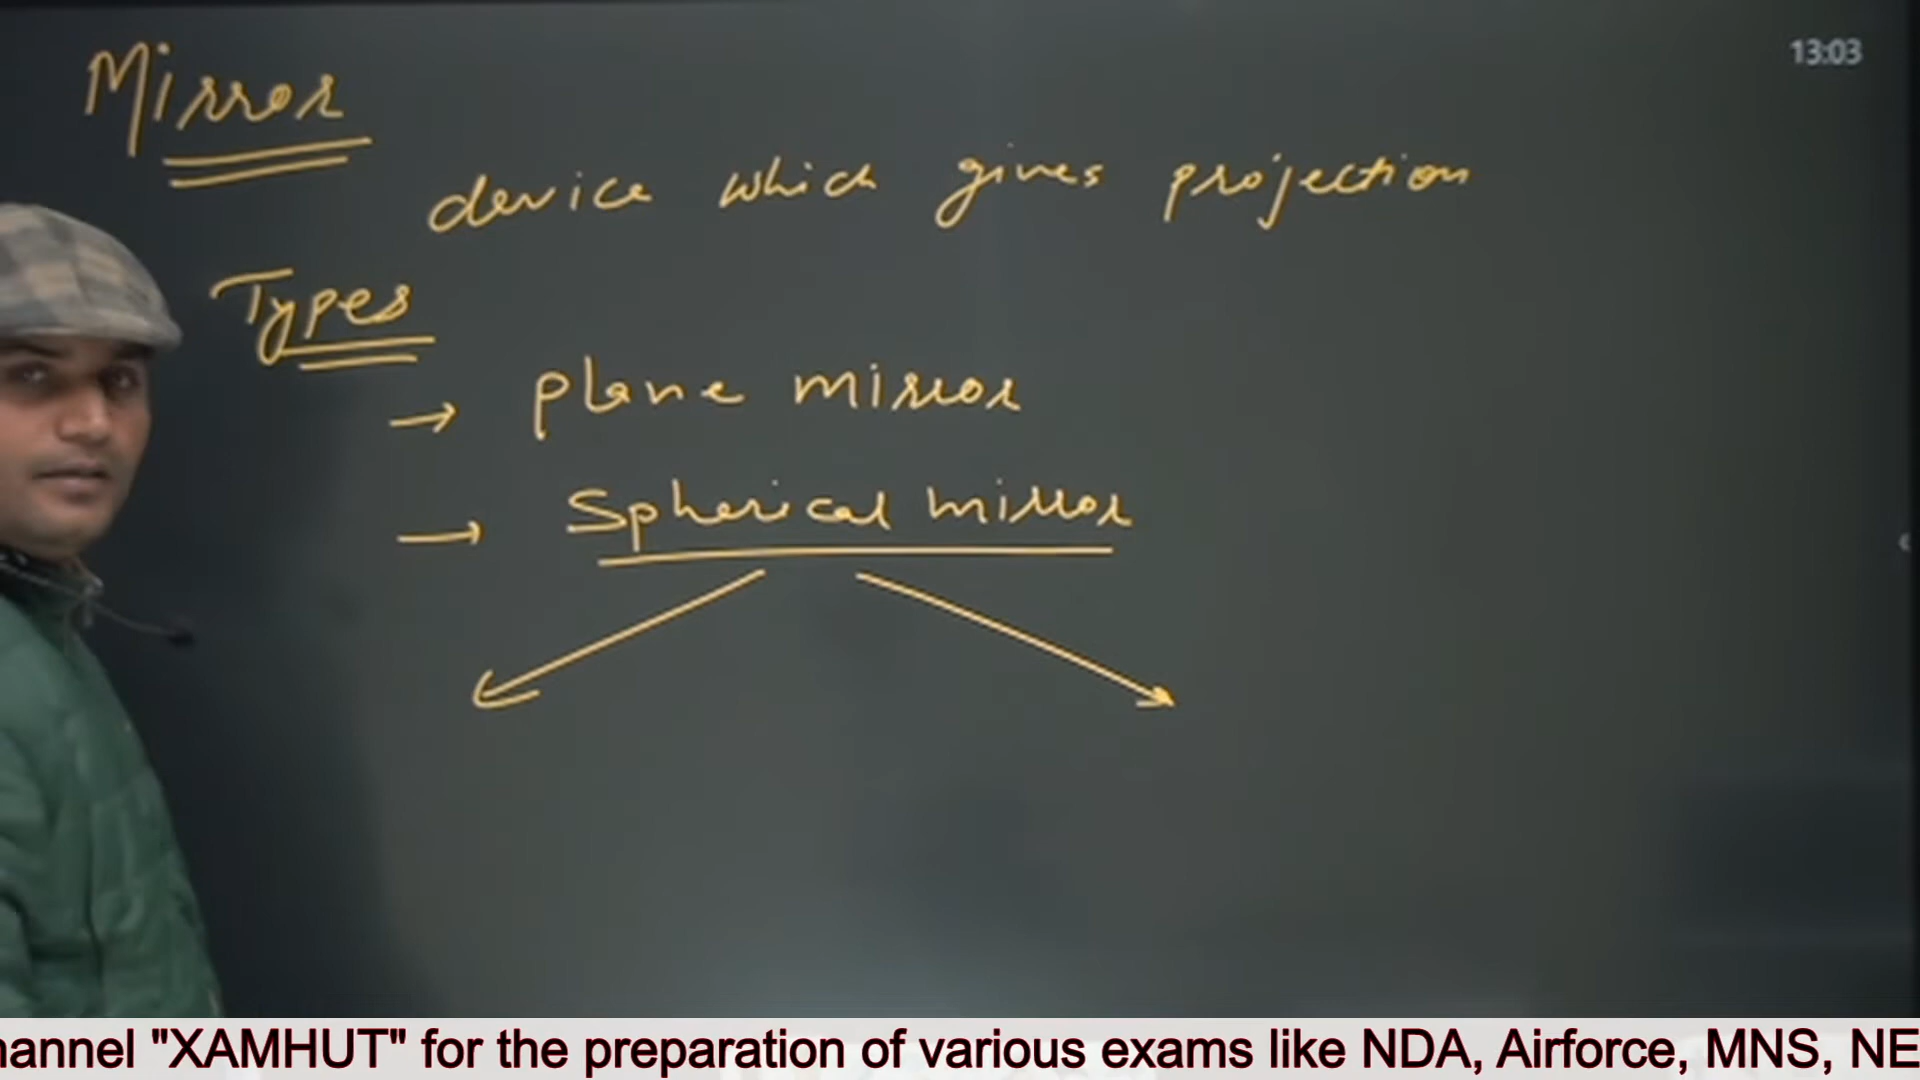 Mirror
13:03
device which gives projection
Types
→ plane mirror
→ Spherical mirror
hannel "XAMHUT" for the preparation of various exams like NDA, Airforce, MNS, NE